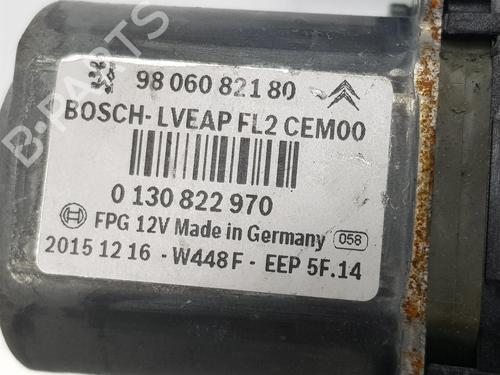 98 060 821 80
BOSCH- LVEAP FL2 CEM00
0 130 822 970
FPG 12V Made in Germany 058
2015 12 16 - W448F - EEP 5F.14
B-PARTS